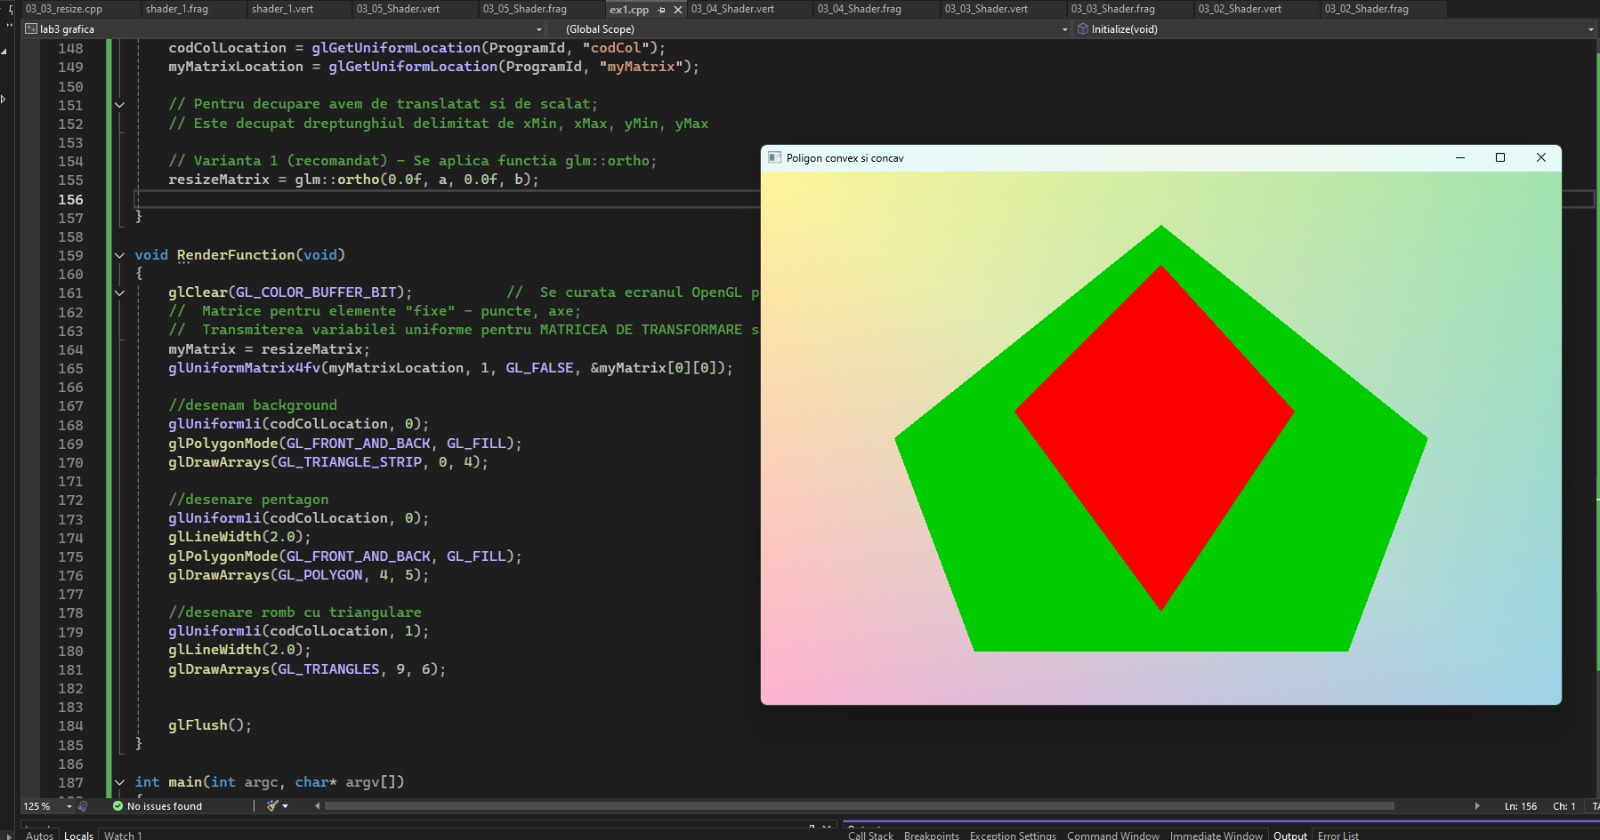 03_03_resize.cpp shader_1.frag shader_1.vert 03_05_Shader.vert 03_05_Shader.frag ex1.cpp 03_04_Shader.vert 03_04_Shader.frag 03_03_Shader.vert 03_03_Shader.frag 03_02_Shader.vert 03_02_Shader.frag
lab3 grafica (Global Scope) Initialize(void)
148 codColLocation = glGetUniformLocation(ProgramId, "codCol");
149 myMatrixLocation = glGetUniformLocation(ProgramId, "myMatrix");
150
151 // Pentru decupare avem de translatat si de scalat;
152 // Este decupat dreptunghiul delimitat de xMin, xMax, yMin, yMax
153
154 // Varianta 1 (recomandat) - Se aplica functia glm::ortho;
155 resizeMatrix = glm::ortho(0.0f, a, 0.0f, b);
156
157 }
158
159 void RenderFunction(void)
160 {
161 glClear(GL_COLOR_BUFFER_BIT); // Se curata ecranul OpenGL p
162 // Matrice pentru elemente "fixe" - puncte, axe;
163 // Transmiterea variabilei uniforme pentru MATRICEA DE TRANSFORMARE s
164 myMatrix = resizeMatrix;
165 glUniformMatrix4fv(myMatrixLocation, 1, GL_FALSE, &myMatrix[0][0]);
166
167 //desenam background
168 glUniform1i(codColLocation, 0);
169 glPolygonMode(GL_FRONT_AND_BACK, GL_FILL);
170 glDrawArrays(GL_TRIANGLE_STRIP, 0, 4);
171
172 //desenare pentagon
173 glUniform1i(codColLocation, 0);
174 glLineWidth(2.0);
175 glPolygonMode(GL_FRONT_AND_BACK, GL_FILL);
176 glDrawArrays(GL_POLYGON, 4, 5);
177
178 //desenare romb cu triangulare
179 glUniform1i(codColLocation, 1);
180 glLineWidth(2.0);
181 glDrawArrays(GL_TRIANGLES, 9, 6);
182
183
184 glFlush();
185 }
186
187 int main(int argc, char* argv[])
Poligon convex si concav
125 % No issues found Ln: 156 Ch: 1
Autos Locals Watch 1 Call Stack Breakpoints Exception Settings Command Window Immediate Window Output Error List